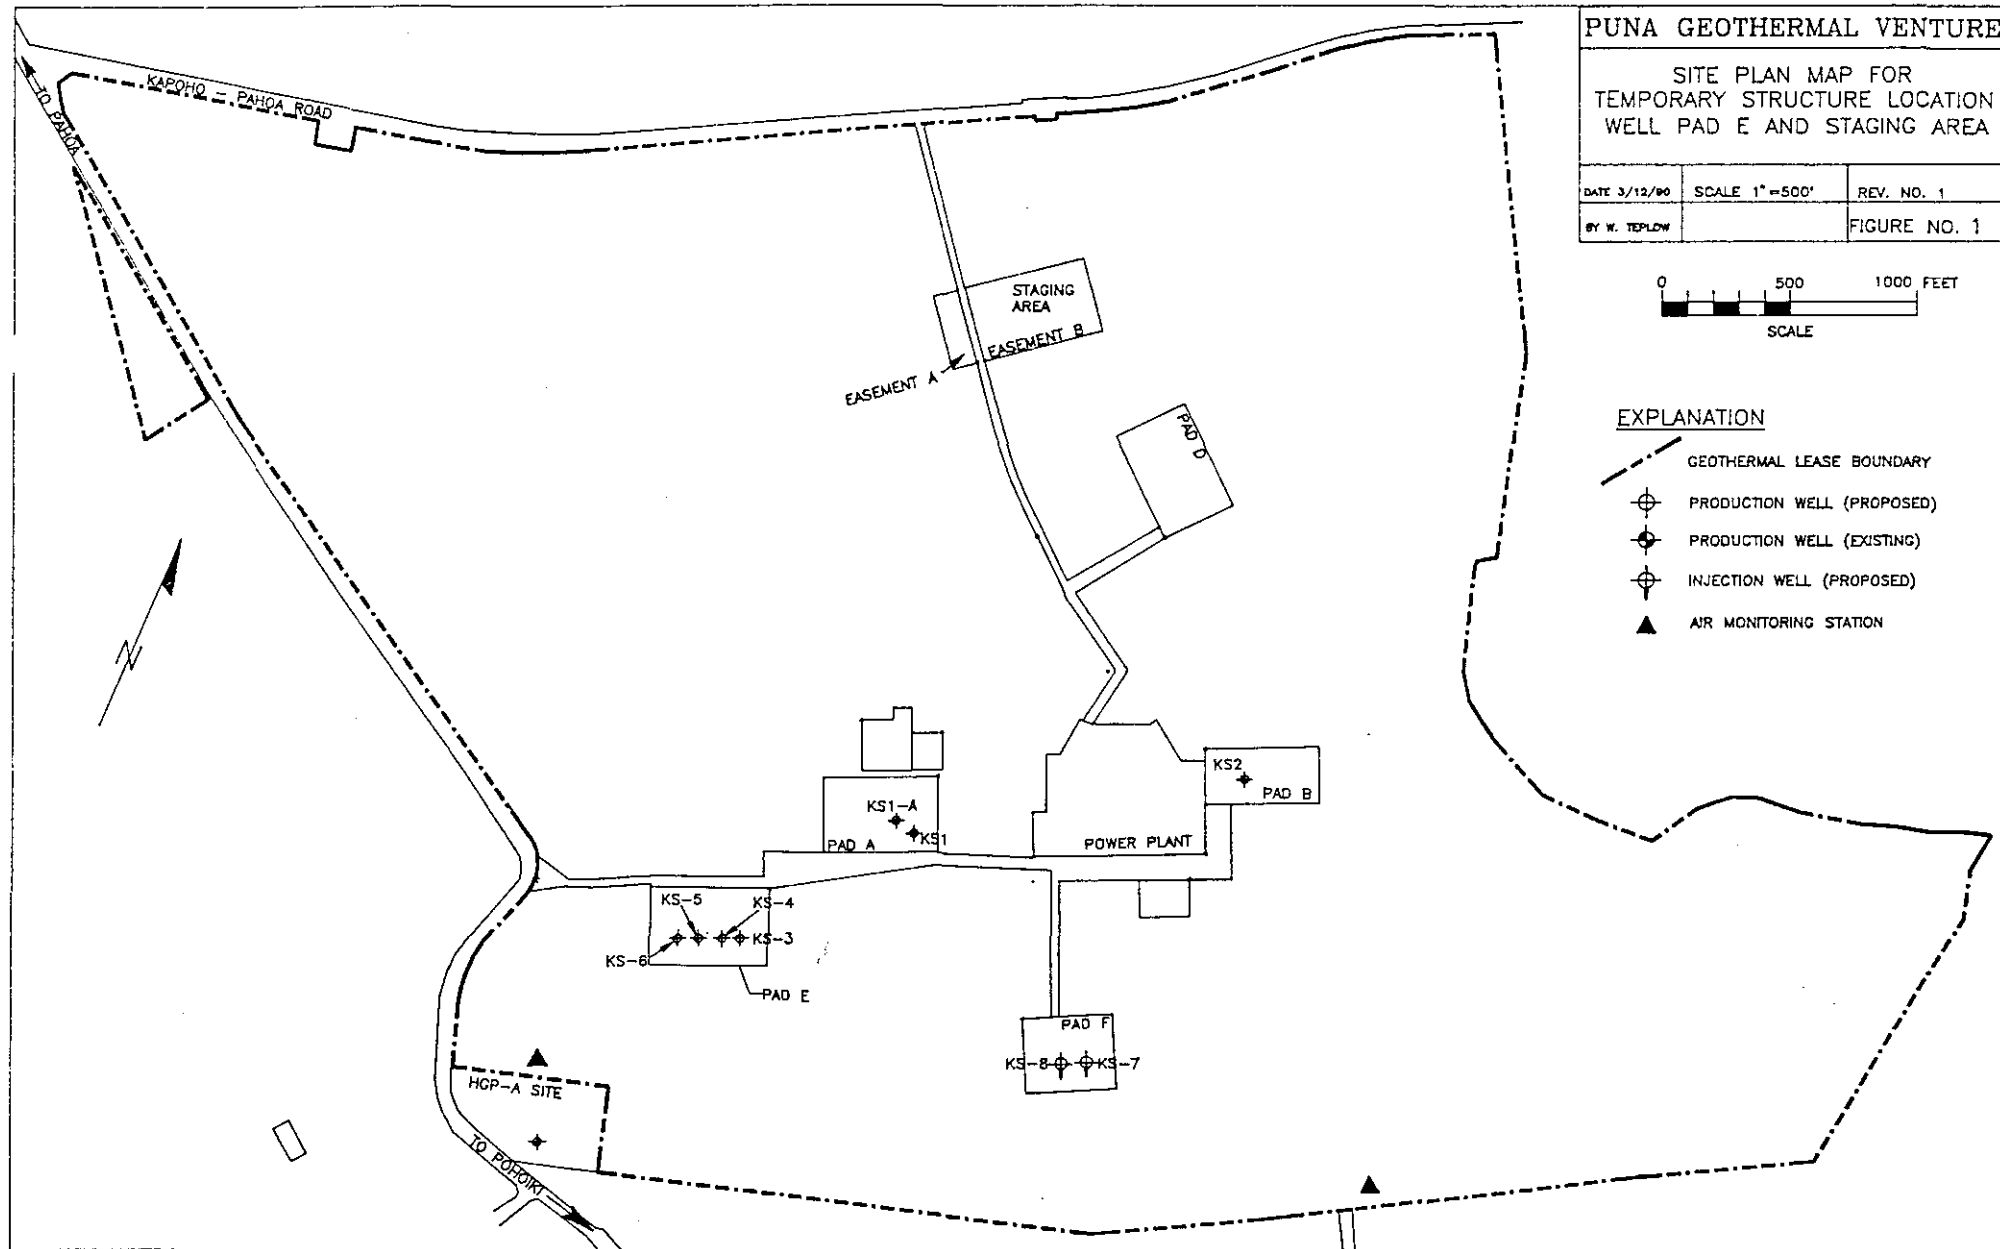 PUNA GEOTHERMAL VENTURE
SITE PLAN MAP FOR
TEMPORARY STRUCTURE LOCATION
WELL PAD E AND STAGING AREA
DATE 3/12/90
SCALE 1"=500'
REV. NO. 1
BY W. TEPLOW
FIGURE NO. 1
0 500 1000 FEET
SCALE
EXPLANATION
GEOTHERMAL LEASE BOUNDARY
PRODUCTION WELL (PROPOSED)
PRODUCTION WELL (EXISTING)
INJECTION WELL (PROPOSED)
AIR MONITORING STATION
KAPOHO - PAHOA ROAD
TO PAHOA
STAGING
AREA
EASEMENT B
EASEMENT A
PAD D
N
KS1-A
KS1
PAD A
POWER PLANT
KS2
PAD B
KS-5
KS-4
KS-3
KS-6
PAD E
PAD F
KS-8
KS-7
HGP-A SITE
TO POHOIKI